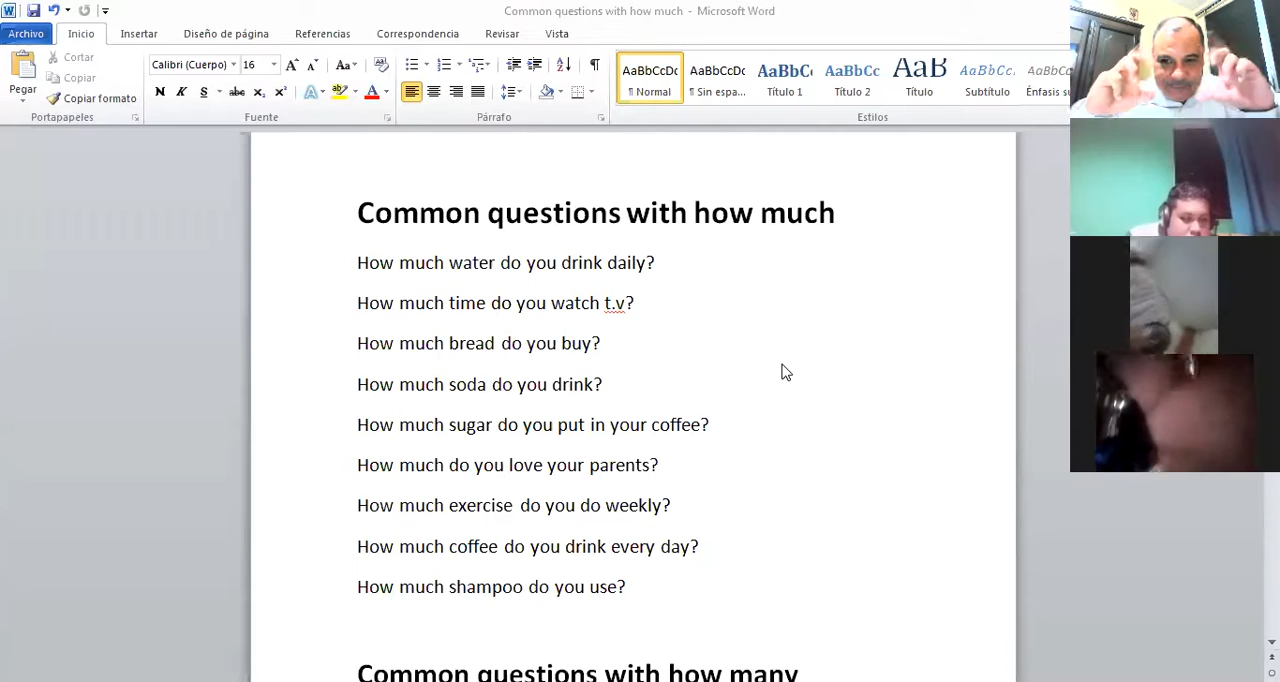 Common questions with how much - Microsoft Word
Archivo Inicio Insertar Diseño de página Referencias Correspondencia Revisar Vista
Cortar
Copiar
Copiar formato
Pegar
Portapapeles
Calibri (Cuerpo) 16
Fuente
Párrafo
AaBbCcDc AaBbCcDc AaBbC AaBbCc AaB AaBbCc. AaBbCc
¶ Normal ¶ Sin espa... Título 1 Título 2 Título Subtítulo Énfasis su
Estilos
Common questions with how much
How much water do you drink daily?
How much time do you watch t.v?
How much bread do you buy?
How much soda do you drink?
How much sugar do you put in your coffee?
How much do you love your parents?
How much exercise do you do weekly?
How much coffee do you drink every day?
How much shampoo do you use?
Common questions with how many